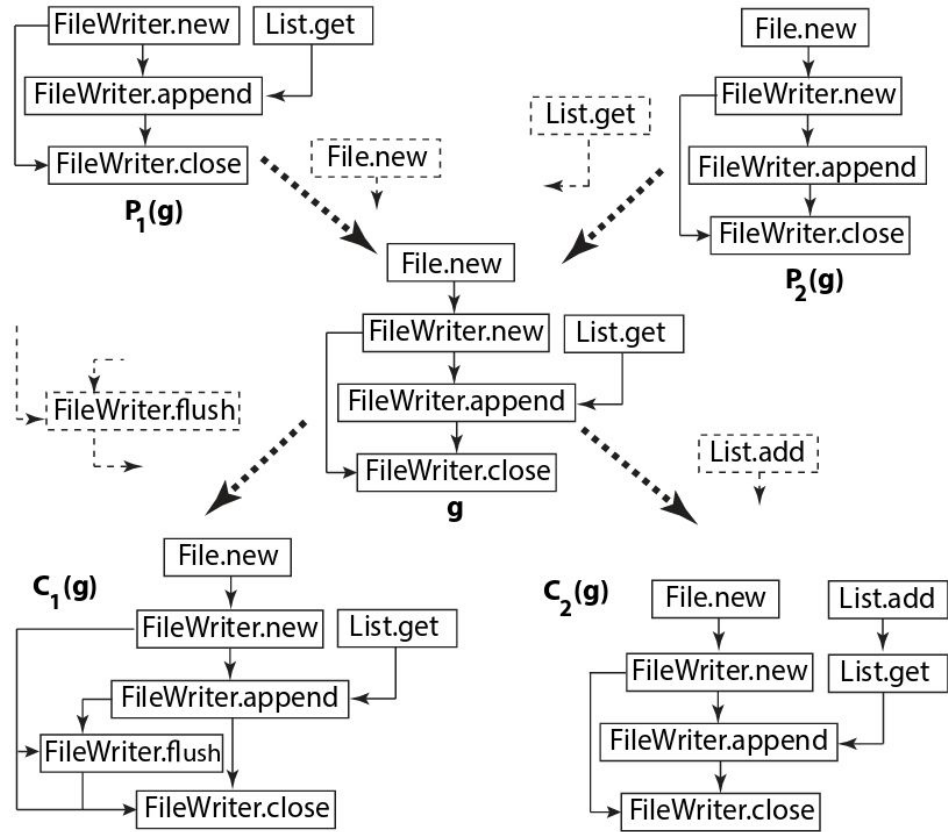 FileWriter.new
List.get
FileWriter.append
FileWriter.close
P1(g)
File.new
List.get
File.new
FileWriter.new
FileWriter.append
FileWriter.close
P2(g)
File.new
FileWriter.new
List.get
FileWriter.append
FileWriter.close
g
FileWriter.flush
List.add
C1(g)
File.new
FileWriter.new
List.get
FileWriter.append
FileWriter.flush
FileWriter.close
C2(g)
File.new
List.add
FileWriter.new
List.get
FileWriter.append
FileWriter.close